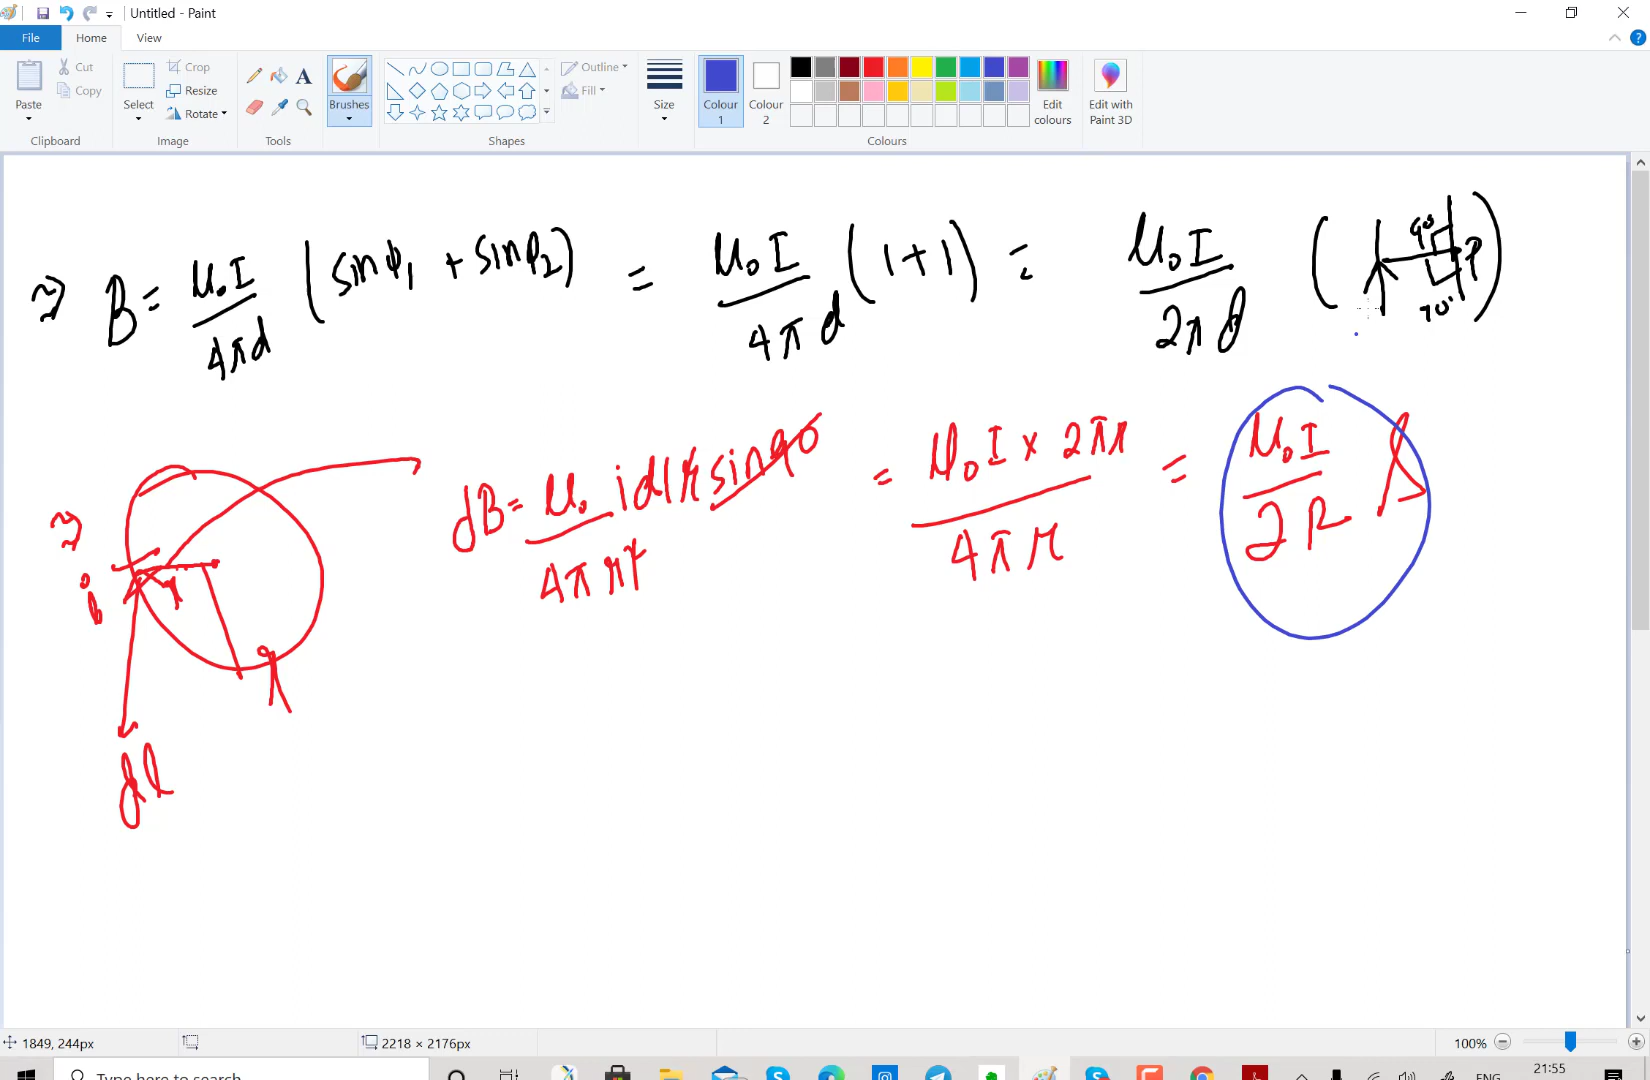 Untitled - Paint
File Home View
Paste
Cut
Copy
Clipboard
Select
Crop
Resize
Rotate
Image
Tools
Brushes
Shapes
Outline
Fill
Size
Colour 1
Colour 2
Colours
Edit colours
Edit with Paint 3D
B = μ₀I / 4πd (sinφ₁ + sinφ₂) = μ₀I / 4πd (1+1) = μ₀I / 2πd ( 90° P 90° )
dB = μ₀ idl r sin90 / 4π r² = μ₀I × 2πr / 4πr = μ₀I / 2R
i
r
dl
1849, 244px
2218 × 2176px
100%
Type here to search
ENG
21:55